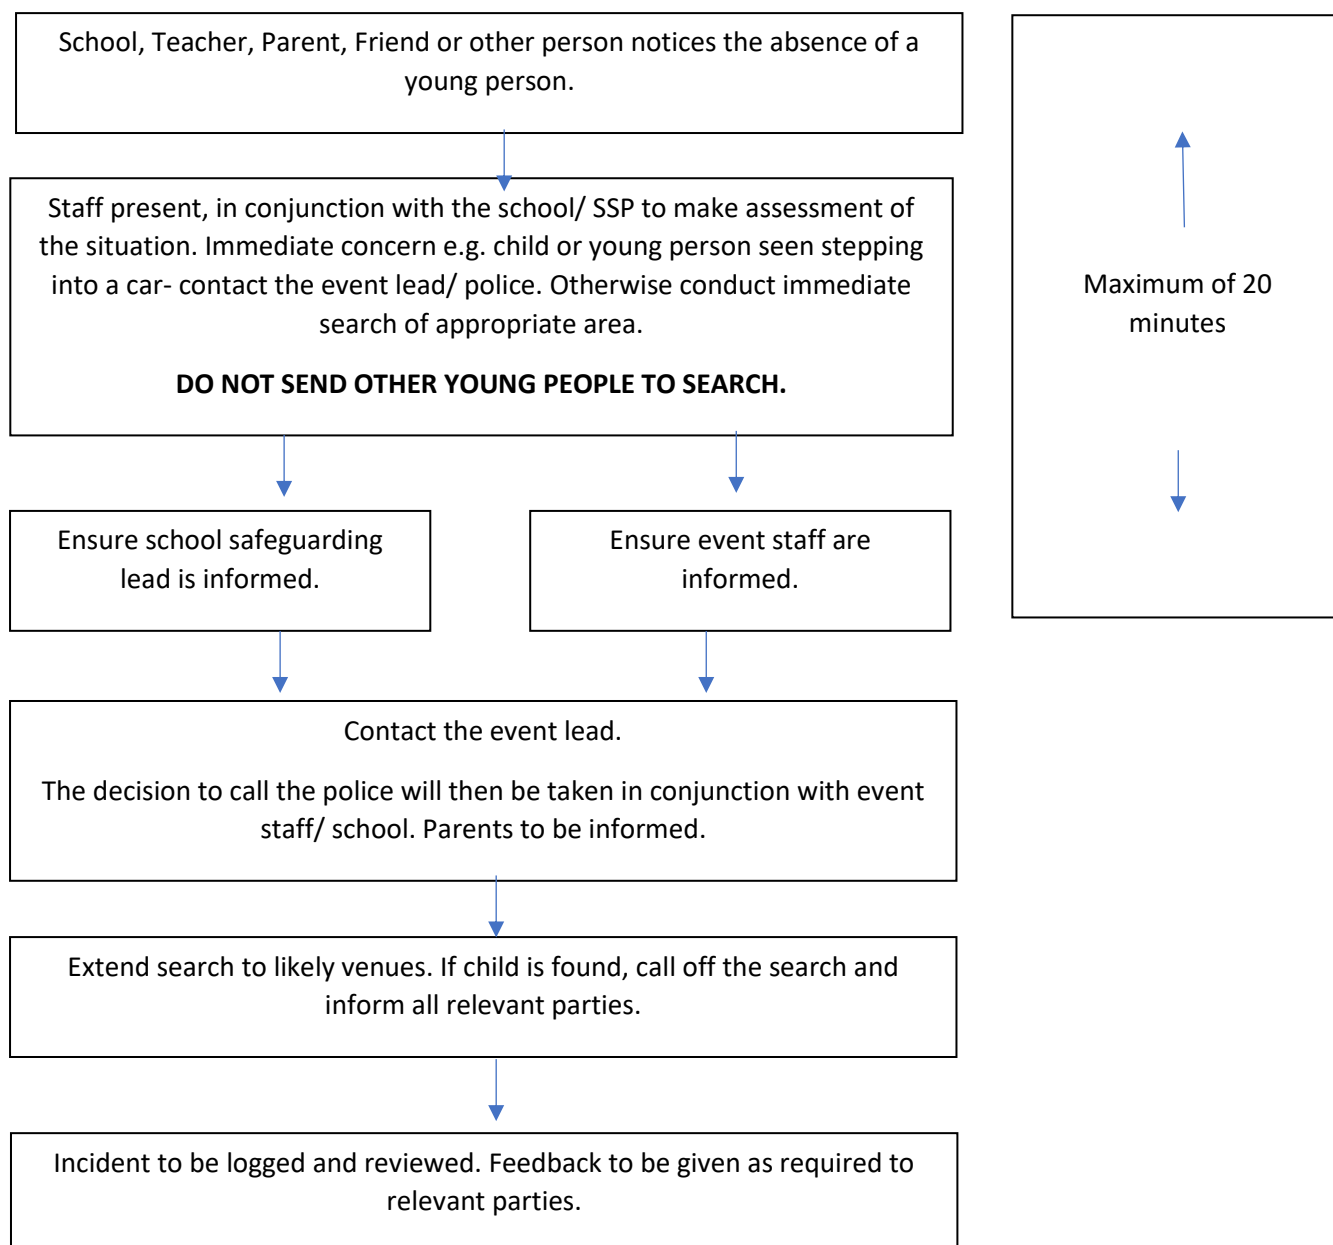 School, Teacher, Parent, Friend or other person notices the absence of a
young person.
Staff present, in conjunction with the school/ SSP to make assessment of
the situation. Immediate concern e.g. child or young person seen stepping
into a car- contact the event lead/ police. Otherwise conduct immediate
search of appropriate area.
DO NOT SEND OTHER YOUNG PEOPLE TO SEARCH.
Maximum of 20
minutes
Ensure school safeguarding
lead is informed.
Ensure event staff are
informed.
Contact the event lead.
The decision to call the police will then be taken in conjunction with event
staff/ school. Parents to be informed.
Extend search to likely venues. If child is found, call off the search and
inform all relevant parties.
Incident to be logged and reviewed. Feedback to be given as required to
relevant parties.